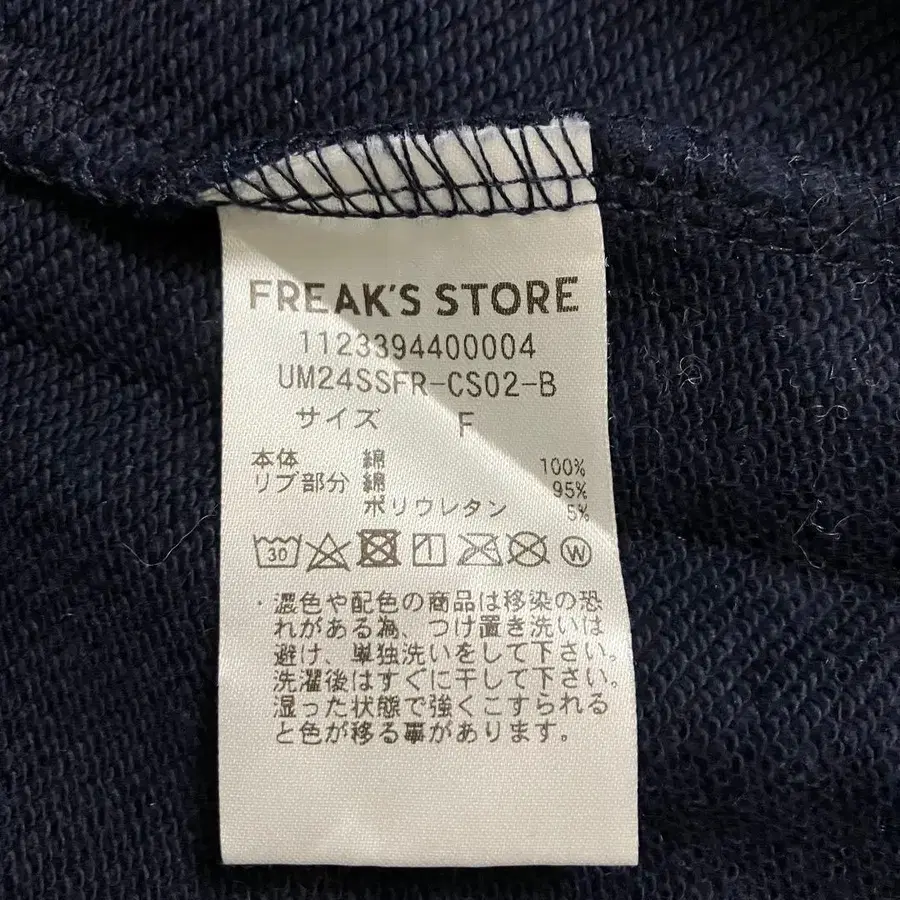 FREAK'S STORE
1123394400004
UM24SSFR-CS02-B
サイズ F
本体 綿 100%
リブ部分 綿 95%
ポリウレタン 5%
30 W
・濃色や配色の商品は移染の恐
れがある為、つけ置き洗いは
避け、単独洗いをして下さい。
洗濯後はすぐに干して下さい。
湿った状態で強くこすられる
と色が移る事があります。